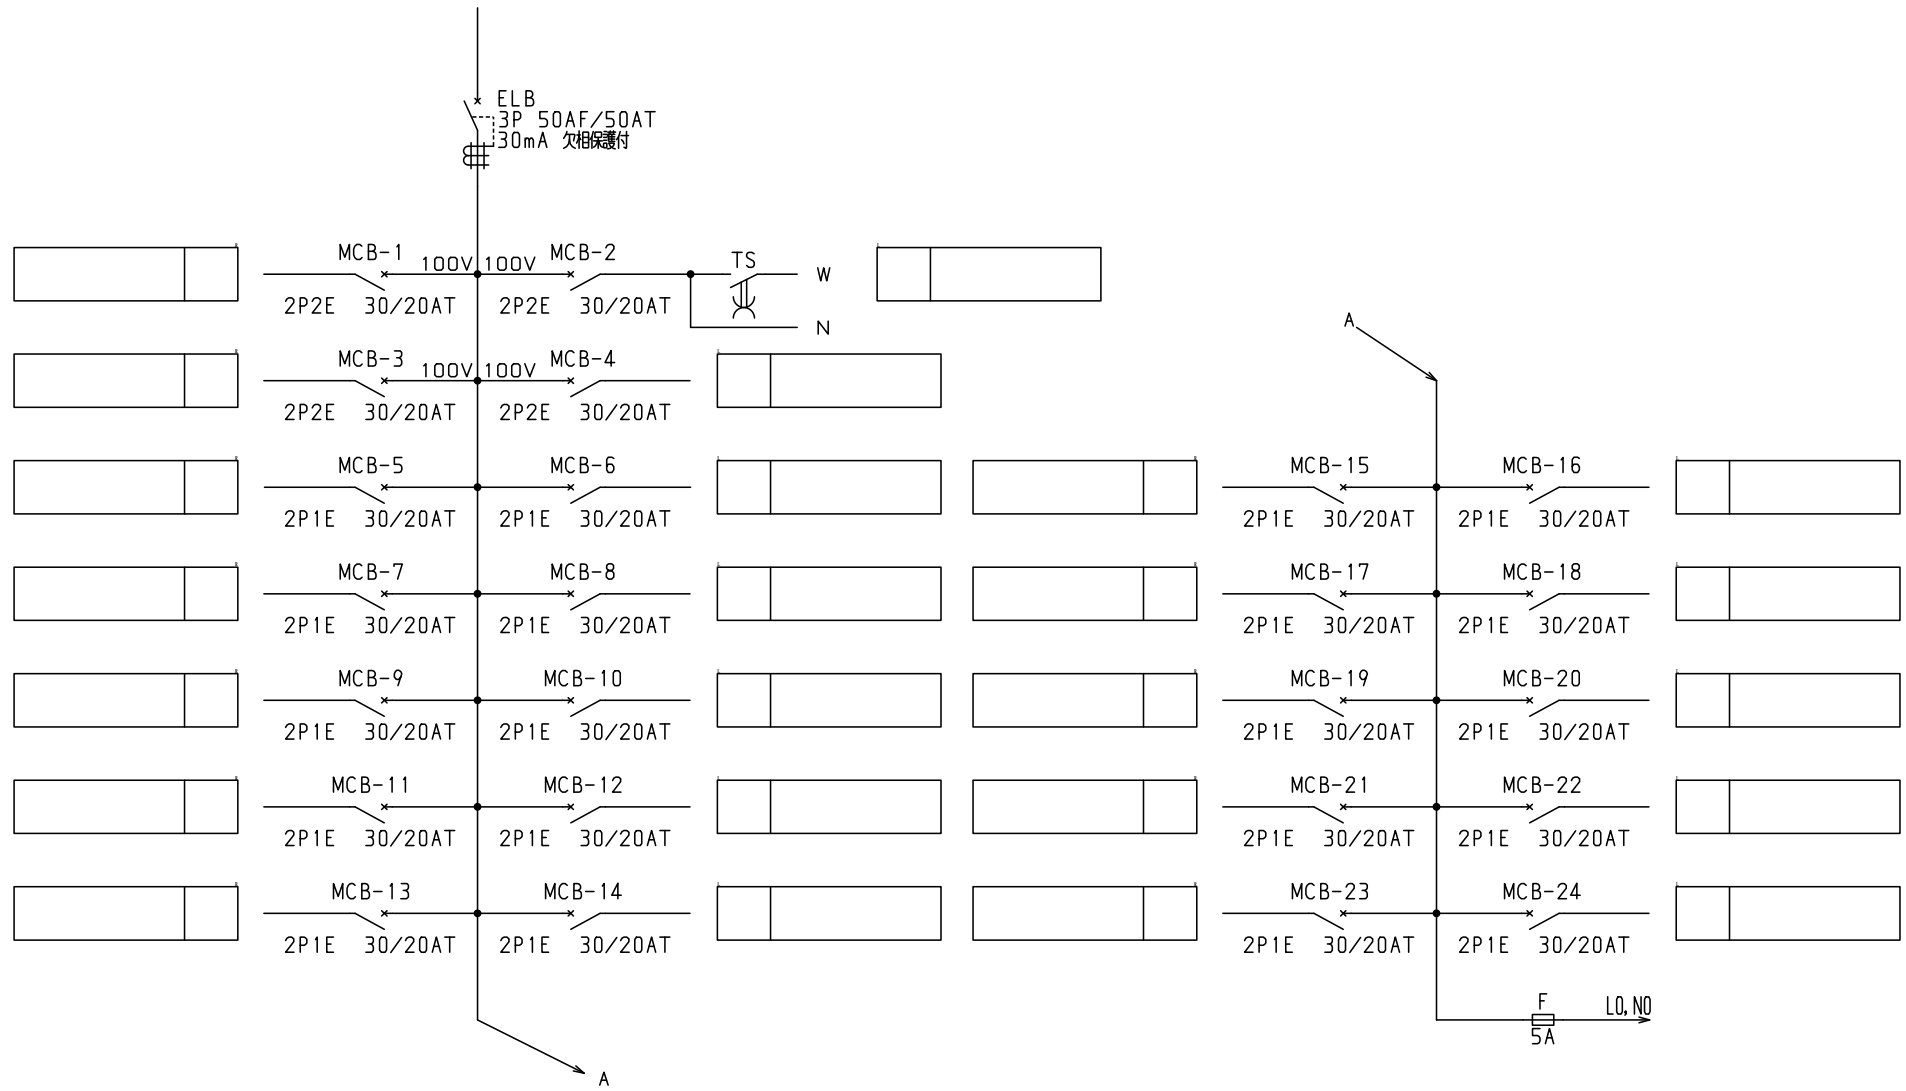 ELB
3P 50AF/50AT
30mA 欠相保護付
MCB-1 100V 100V MCB-2 TS W
2P2E 30/20AT 2P2E 30/20AT N
A
MCB-3 100V 100V MCB-4
2P2E 30/20AT 2P2E 30/20AT
MCB-5 MCB-6 MCB-15 MCB-16
2P1E 30/20AT 2P1E 30/20AT 2P1E 30/20AT 2P1E 30/20AT
MCB-7 MCB-8 MCB-17 MCB-18
2P1E 30/20AT 2P1E 30/20AT 2P1E 30/20AT 2P1E 30/20AT
MCB-9 MCB-10 MCB-19 MCB-20
2P1E 30/20AT 2P1E 30/20AT 2P1E 30/20AT 2P1E 30/20AT
MCB-11 MCB-12 MCB-21 MCB-22
2P1E 30/20AT 2P1E 30/20AT 2P1E 30/20AT 2P1E 30/20AT
MCB-13 MCB-14 MCB-23 MCB-24
2P1E 30/20AT 2P1E 30/20AT 2P1E 30/20AT 2P1E 30/20AT
F L0,N0
5A
A